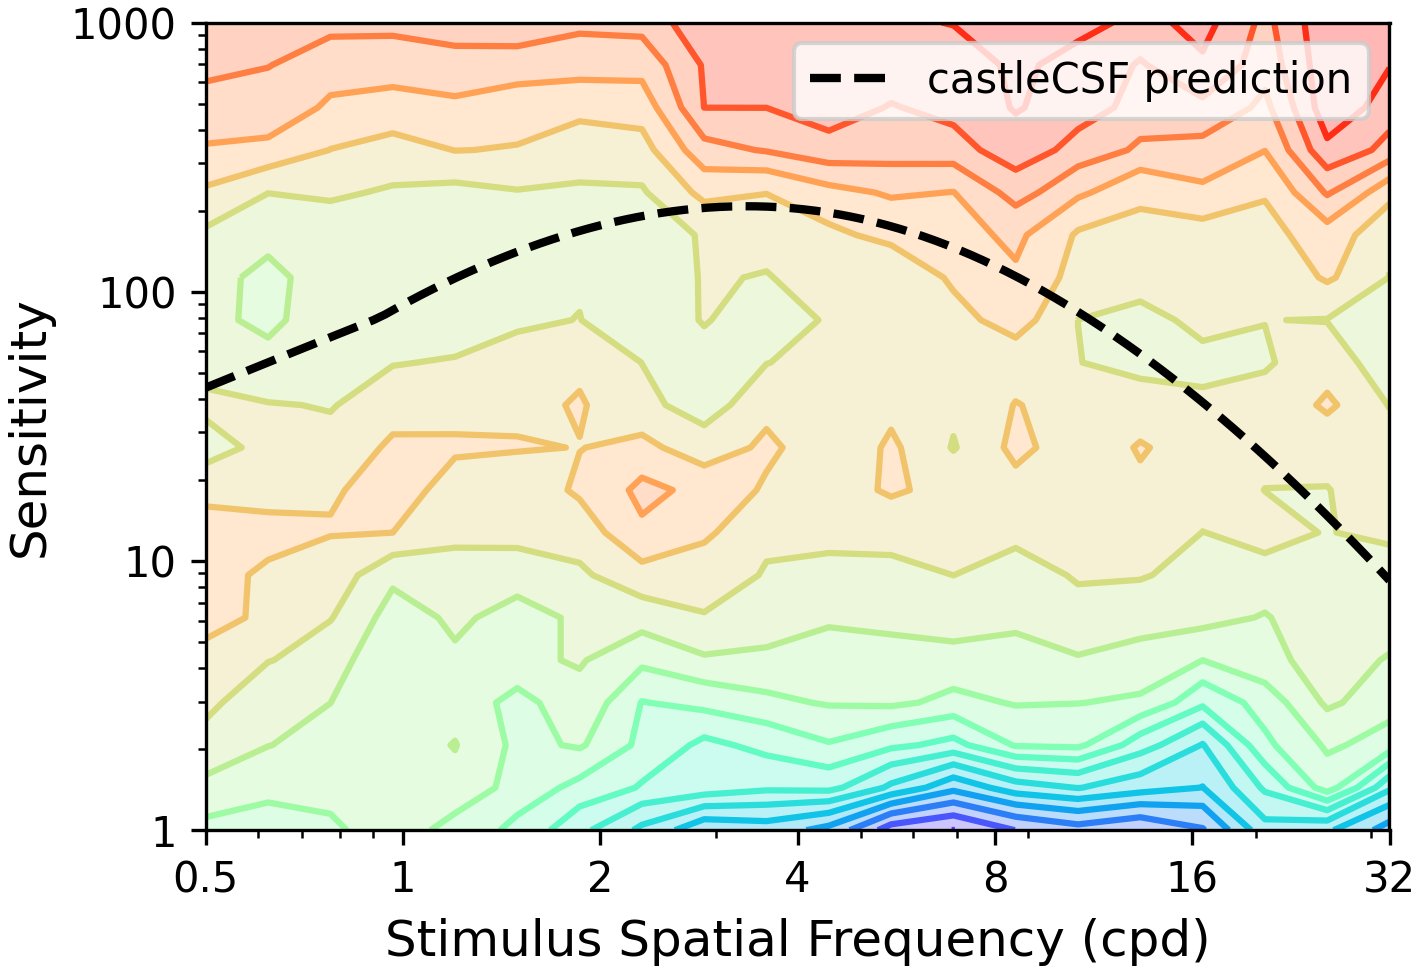 1000
castleCSF prediction
100
Sensitivity
10
1
0.5 1 2 4 8 16 32
Stimulus Spatial Frequency (cpd)